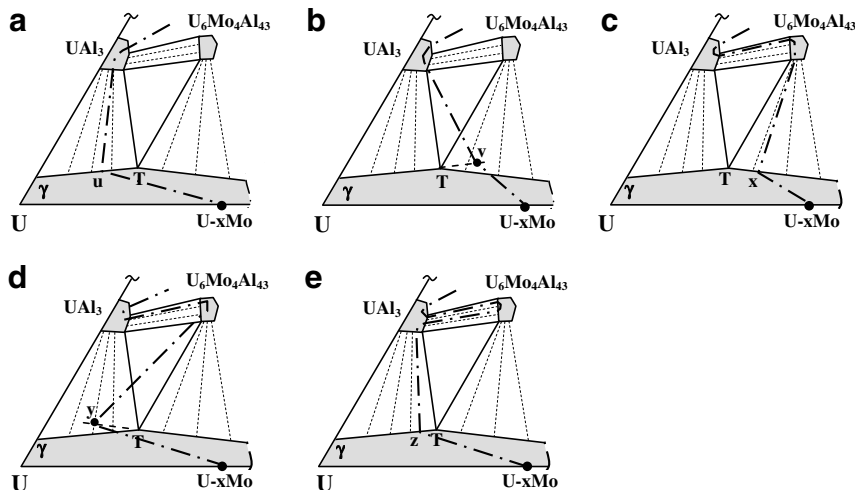 a
U₆Mo₄Al₄₃
UAl₃
u
T
γ
U
U-xMo
b
U₆Mo₄Al₄₃
UAl₃
v
T
γ
U
U-xMo
c
U₆Mo₄Al₄₃
UAl₃
T
x
γ
U
U-xMo
d
U₆Mo₄Al₄₃
UAl₃
y
T
γ
U
U-xMo
e
U₆Mo₄Al₄₃
UAl₃
z
T
γ
U
U-xMo